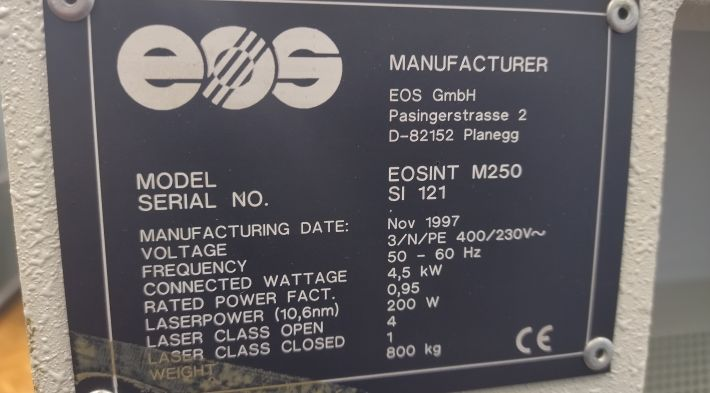 eos
MANUFACTURER
EOS GmbH
Pasingerstrasse 2
D-82152 Planegg
MODEL EOSINT M250
SERIAL NO. SI 121
MANUFACTURING DATE: Nov 1997
VOLTAGE 3/N/PE 400/230V~
FREQUENCY 50 - 60 Hz
CONNECTED WATTAGE 4,5 kW
RATED POWER FACT. 0,95
LASERPOWER (10,6nm) 200 W
LASER CLASS OPEN 4
LASER CLASS CLOSED 1
WEIGHT 800 kg
CE